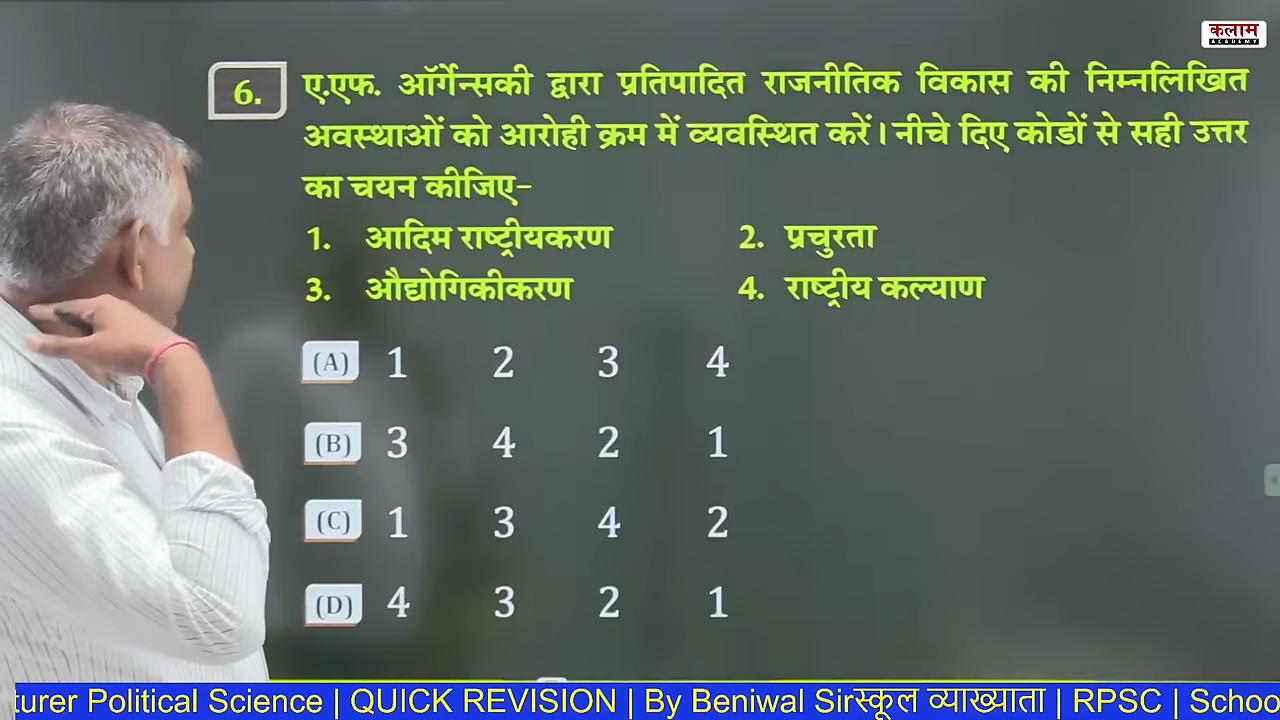 कलाम
ACADEMY
6. ए.एफ. ऑर्गेन्सकी द्वारा प्रतिपादित राजनीतिक विकास की निम्नलिखित
अवस्थाओं को आरोही क्रम में व्यवस्थित करें। नीचे दिए कोडों से सही उत्तर
का चयन कीजिए–
1. आदिम राष्ट्रीयकरण 2. प्रचुरता
3. औद्योगिकीकरण 4. राष्ट्रीय कल्याण
(A) 1 2 3 4
(B) 3 4 2 1
(C) 1 3 4 2
(D) 4 3 2 1
turer Political Science | QUICK REVISION | By Beniwal Sirस्कूल व्याख्याता | RPSC | Schoo